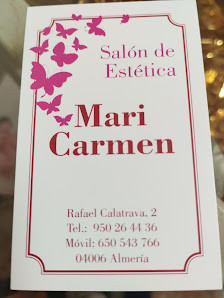 Salón de
Estética
Mari
Carmen
Rafael Calatrava, 2
Tel.: 950 26 44 36
Móvil: 650 543 766
04006 Almería